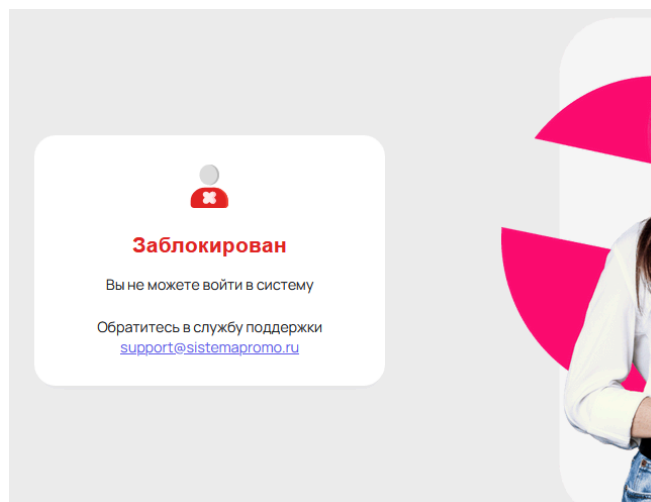 Заблокирован
Вы не можете войти в систему
Обратитесь в службу поддержки
support@sistemapromo.ru